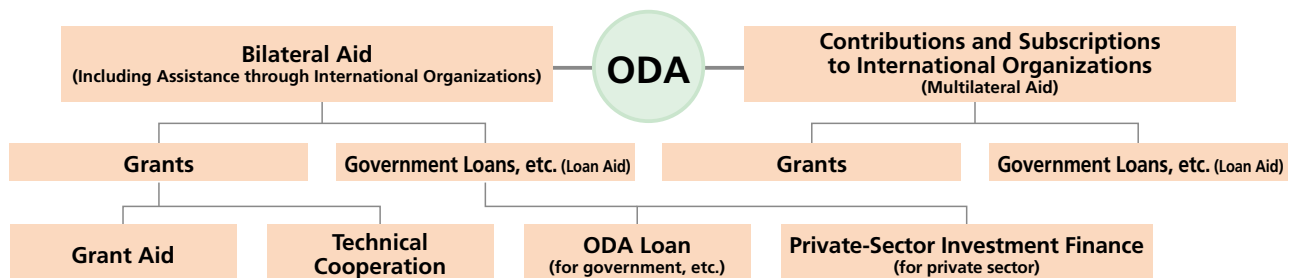 Bilateral Aid
(Including Assistance through International Organizations)
ODA
Contributions and Subscriptions
to International Organizations
(Multilateral Aid)
Grants
Government Loans, etc. (Loan Aid)
Grants
Government Loans, etc. (Loan Aid)
Grant Aid
Technical
Cooperation
ODA Loan
(for government, etc.)
Private-Sector Investment Finance
(for private sector)